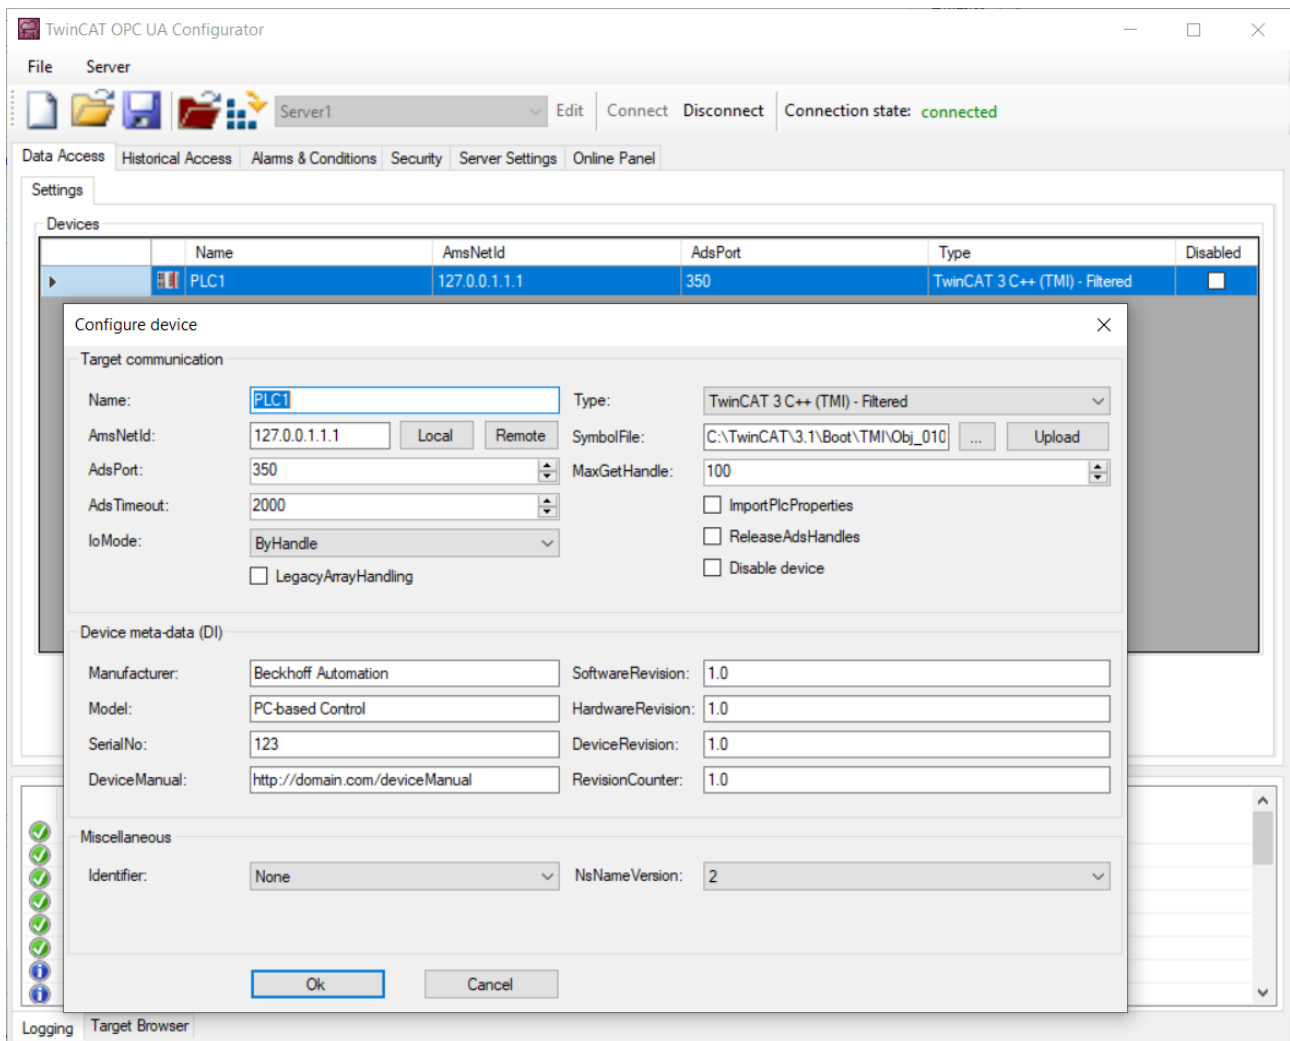 TwinCAT OPC UA Configurator
File Server
Server1 Edit Connect Disconnect Connection state: connected
Data Access Historical Access Alarms & Conditions Security Server Settings Online Panel
Settings
Devices
Name AmsNetId AdsPort Type Disabled
PLC1 127.0.0.1.1.1 350 TwinCAT 3 C++ (TMI) - Filtered
Configure device
Target communication
Name: PLC1 Type: TwinCAT 3 C++ (TMI) - Filtered
AmsNetId: 127.0.0.1.1.1 Local Remote SymbolFile: C:\TwinCAT\3.1\Boot\TMI\Obj_010 ... Upload
AdsPort: 350 MaxGetHandle: 100
AdsTimeout: 2000 ImportPlcProperties
IoMode: ByHandle ReleaseAdsHandles
LegacyArrayHandling Disable device
Device meta-data (DI)
Manufacturer: Beckhoff Automation SoftwareRevision: 1.0
Model: PC-based Control HardwareRevision: 1.0
SerialNo: 123 DeviceRevision: 1.0
DeviceManual: http://domain.com/deviceManual RevisionCounter: 1.0
Miscellaneous
Identifier: None NsNameVersion: 2
Ok Cancel
Logging Target Browser